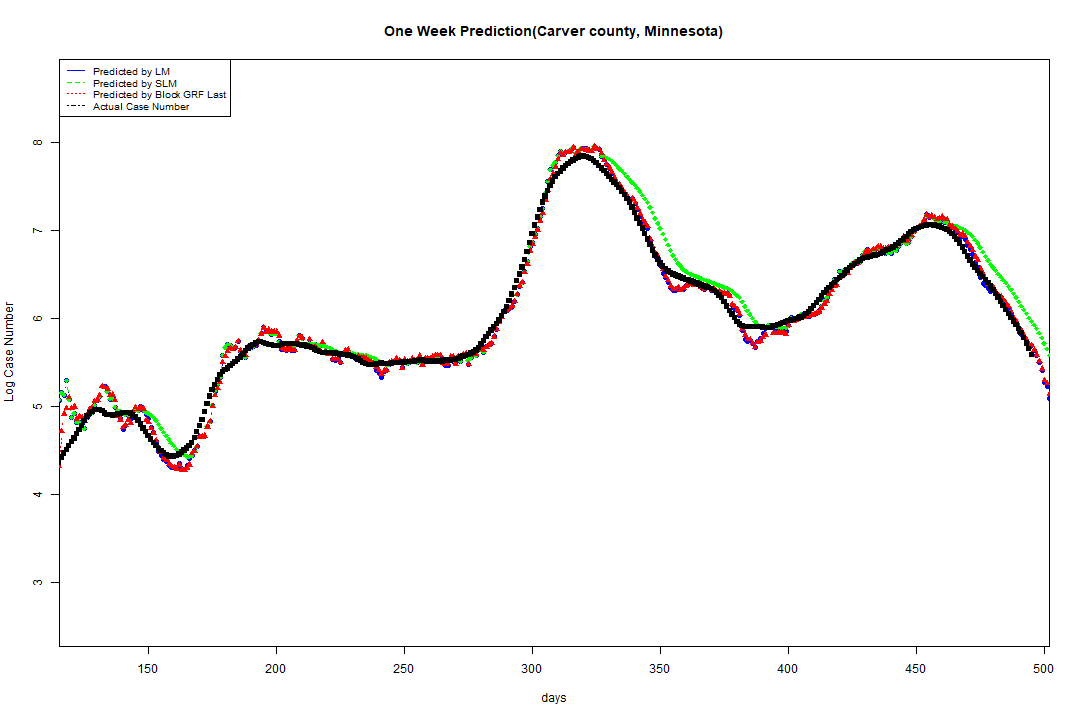 One Week Prediction(Carver county, Minnesota)
Predicted by LM
Predicted by SLM
Predicted by Block GRF Last
Actual Case Number
8
7
6
5
4
3
Log Case Number
150 200 250 300 350 400 450 500
days